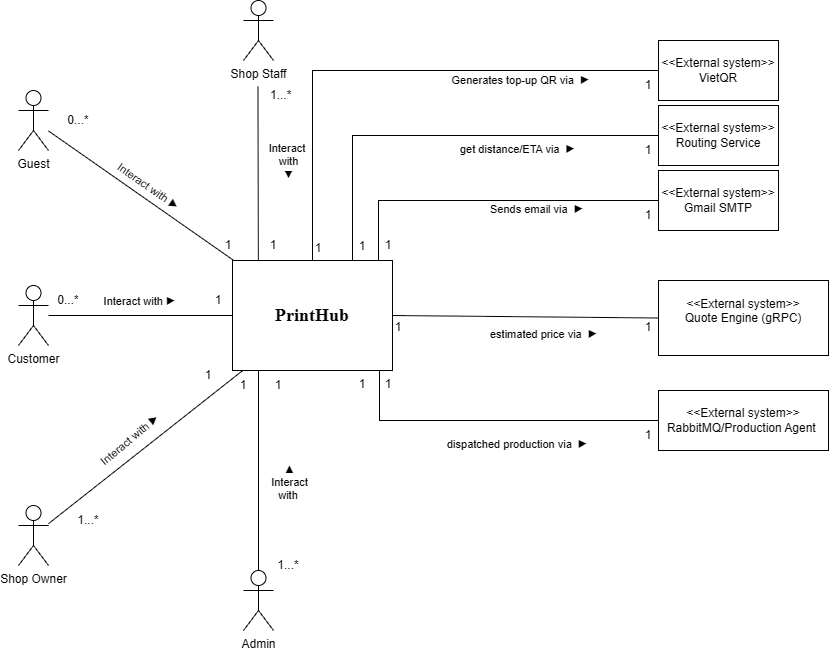 Shop Staff
1...*
Interact
with
▼
Generates top-up QR via ►
1
<<External system>>
VietQR
get distance/ETA via ►
1
<<External system>>
Routing Service
Sends email via ►
1
<<External system>>
Gmail SMTP
0...*
Guest
Interact with ►
1
1
1
1
1
0...*
Customer
Interact with ►
1
PrintHub
1
estimated price via ►
1
<<External system>>
Quote Engine (gRPC)
1
1
1
1
1
dispatched production via ►
1
<<External system>>
RabbitMQ/Production Agent
Interact with ►
1...*
Shop Owner
▲
Interact
with
1...*
Admin